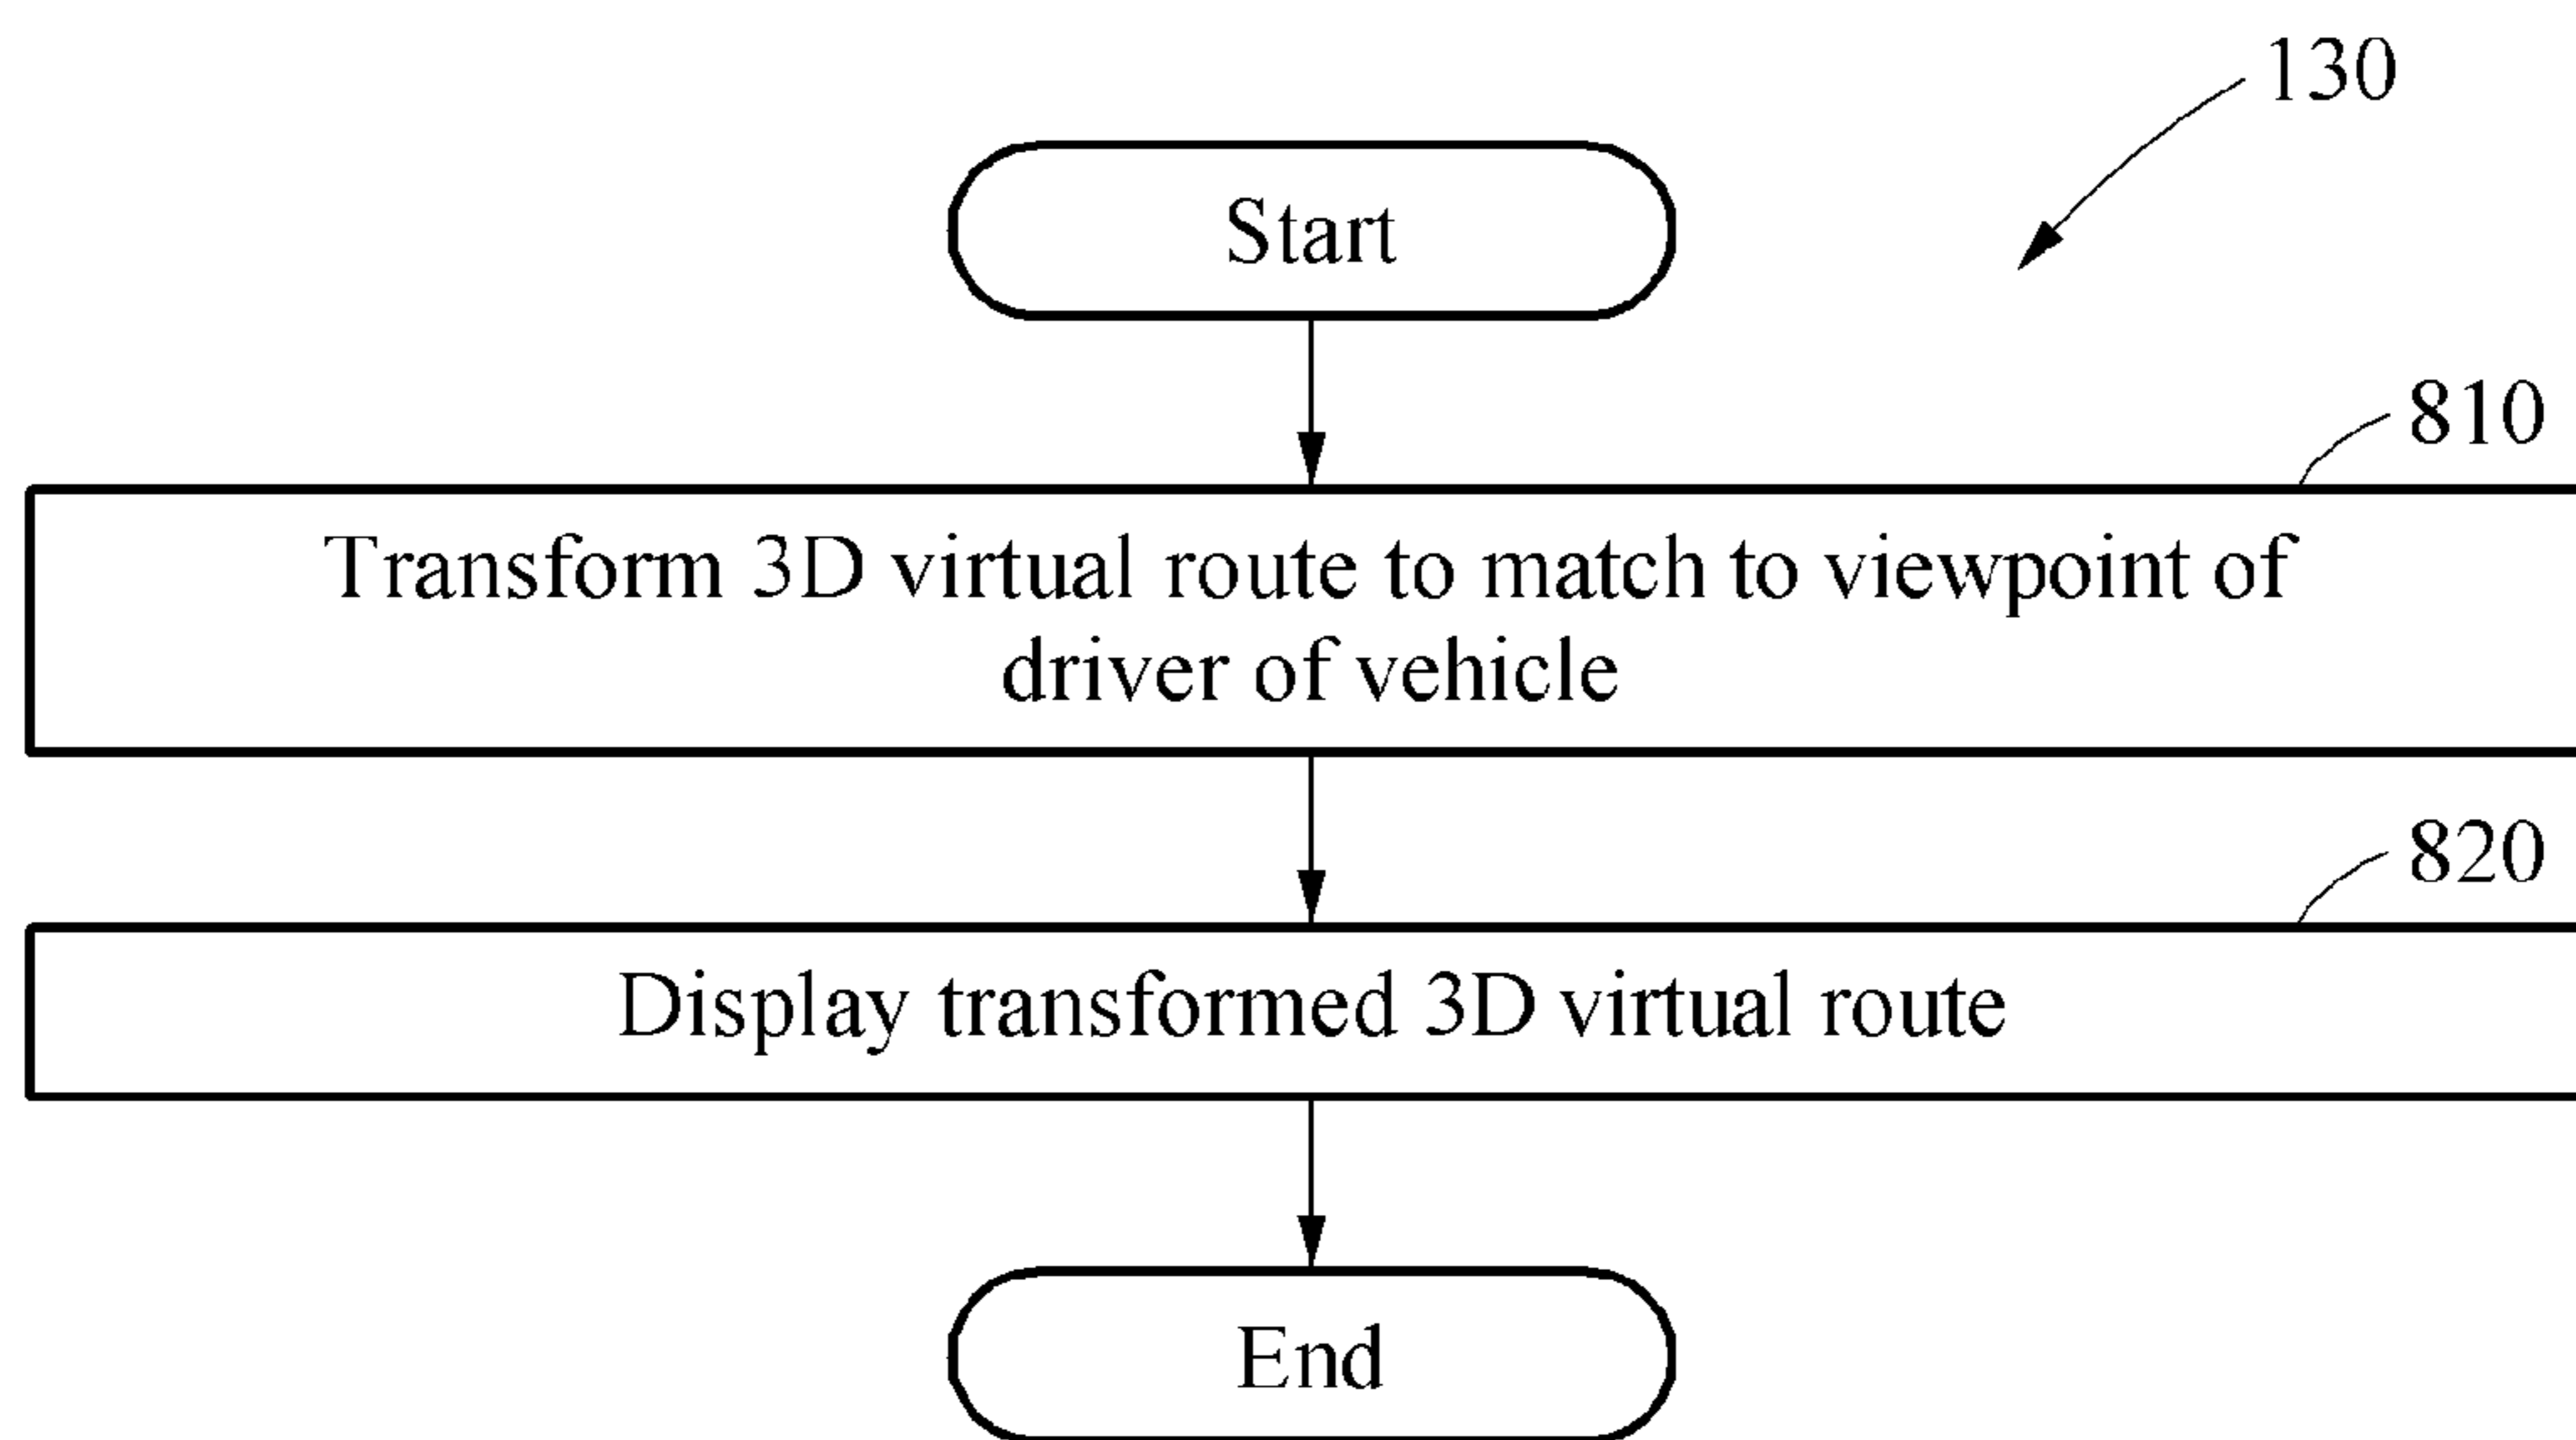 130
Start
810
Transform 3D virtual route to match to viewpoint of
driver of vehicle
820
Display transformed 3D virtual route
End